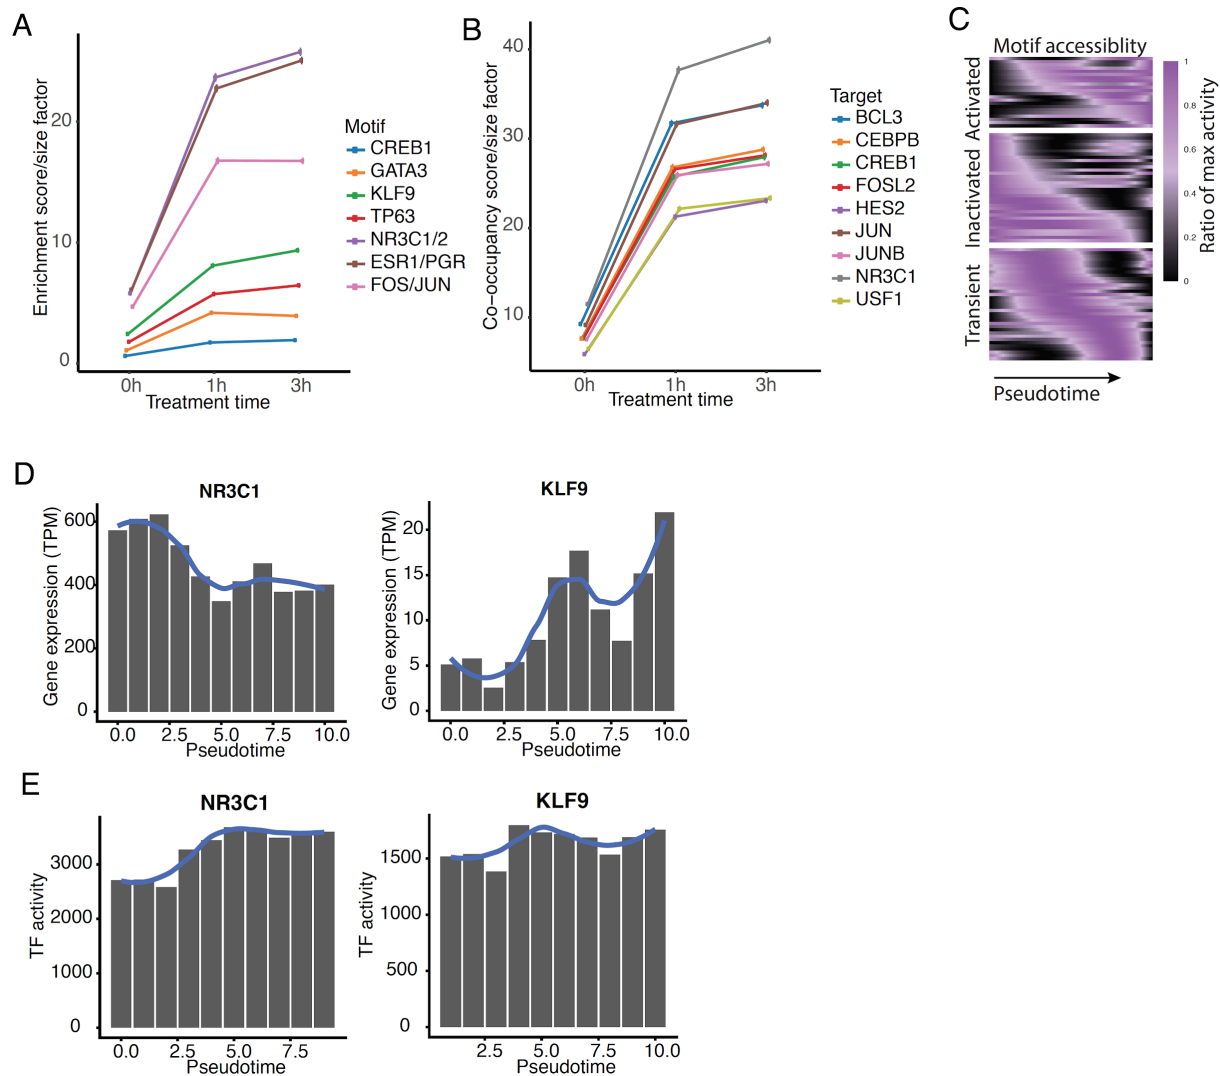 A
Enrichment score/size factor
20
10
0
0h
1h
3h
Treatment time
Motif
CREB1
GATA3
KLF9
TP63
NR3C1/2
ESR1/PGR
FOS/JUN
B
Co-occupancy score/size factor
40
30
20
10
0h
1h
3h
Treatment time
Target
BCL3
CEBPB
CREB1
FOSL2
HES2
JUN
JUNB
NR3C1
USF1
C
Motif accessiblity
Activated
Inactivated
Transient
Pseudotime
1
0.8
0.6
0.4
0.2
0
Ratio of max activity
D
NR3C1
Gene expression (TPM)
600
400
200
0
0.0
2.5
5.0
7.5
10.0
Pseudotime
KLF9
Gene expression (TPM)
20
15
10
5
0
0.0
2.5
5.0
7.5
10.0
Pseudotime
E
NR3C1
TF activity
3000
2000
1000
0
0.0
2.5
5.0
7.5
Pseudotime
KLF9
TF activity
1500
1000
500
0
2.5
5.0
7.5
10.0
Pseudotime